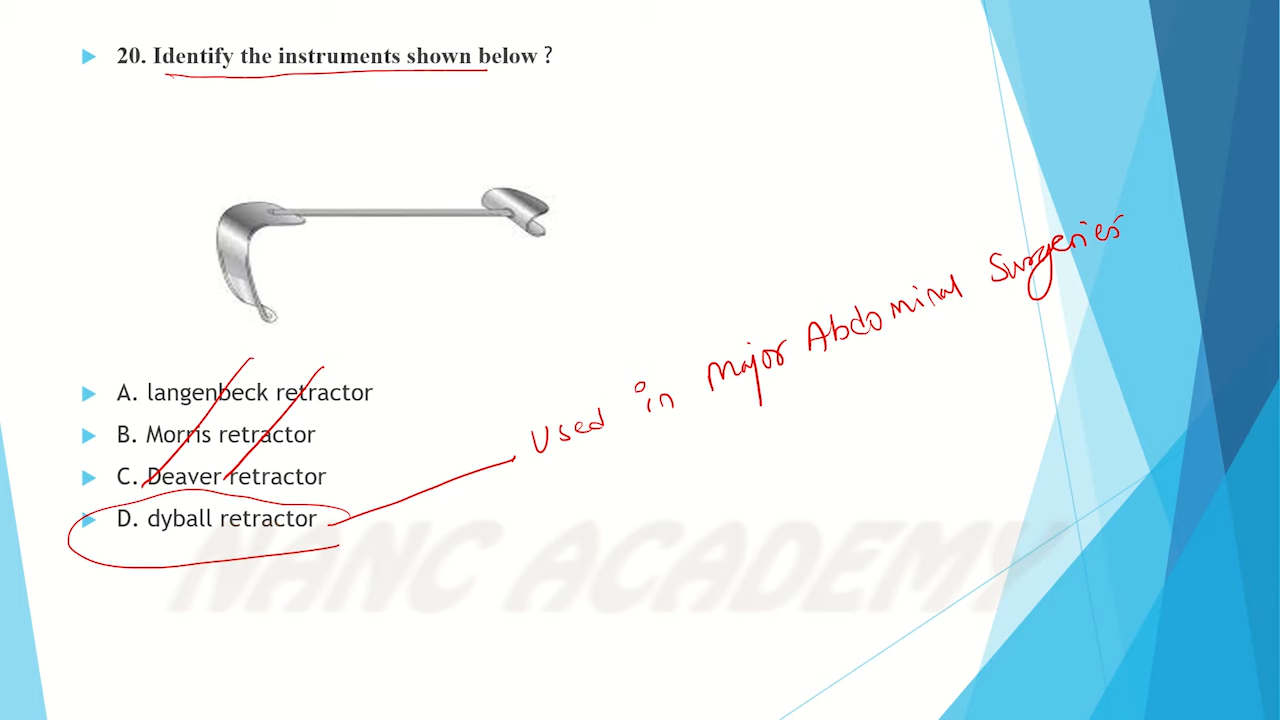 20. Identify the instruments shown below ?
Used in Major Abdominal Surgeries
A. langenbeck retractor
B. Morris retractor
C. Deaver retractor
D. dyball retractor
NANC ACADEMY